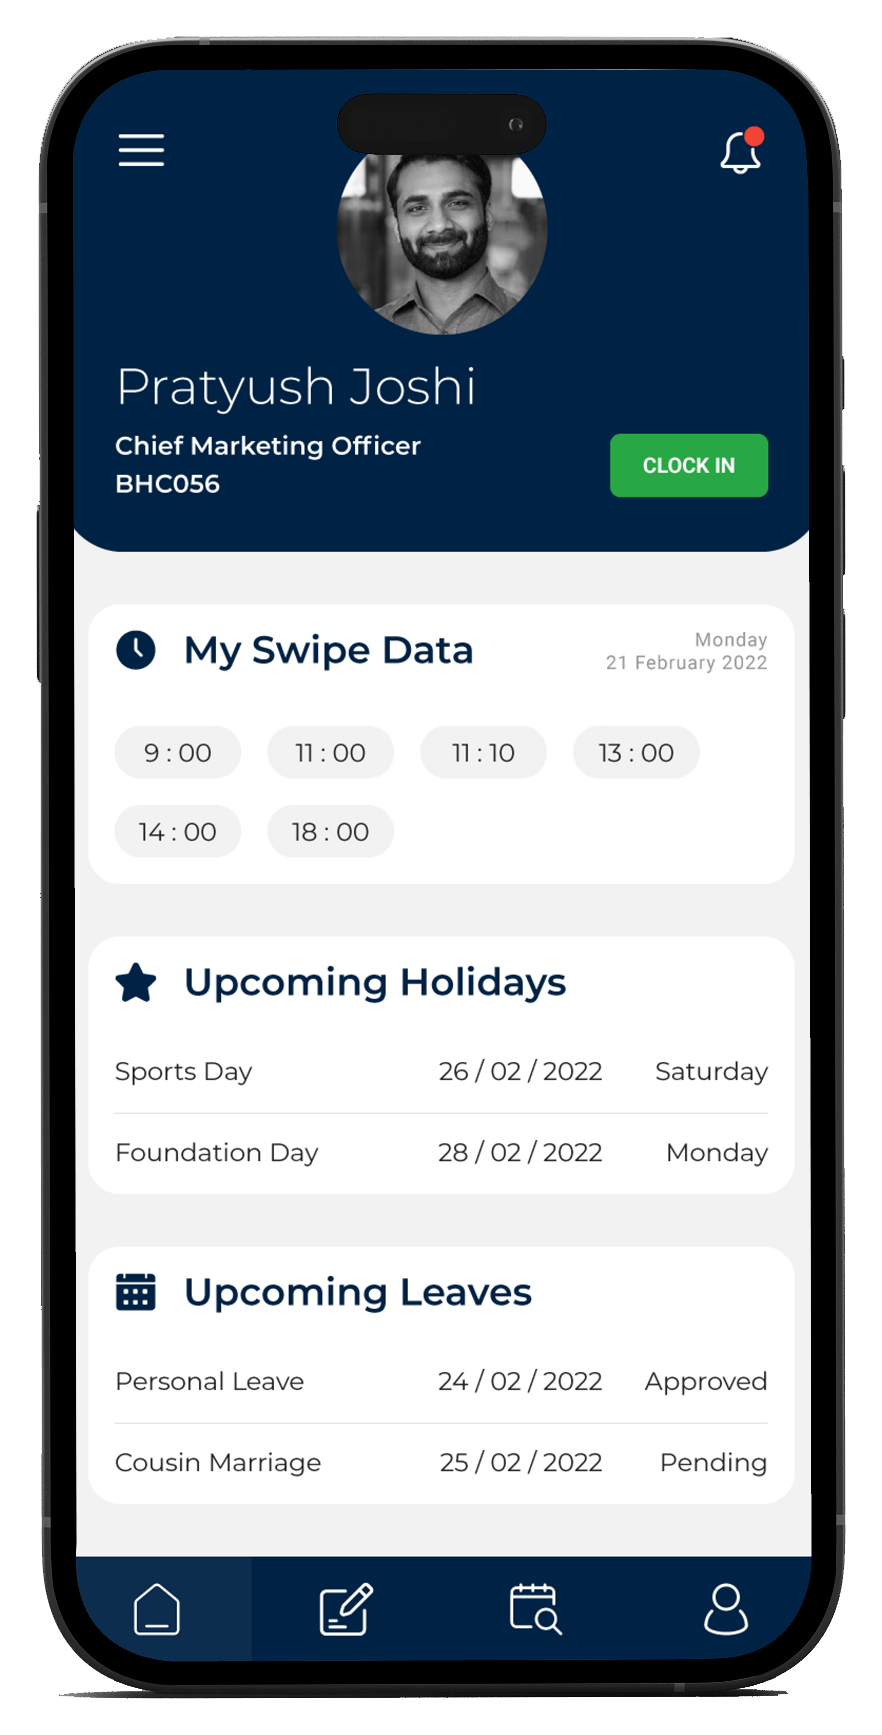 Pratyush Joshi
Chief Marketing Officer
BHC056
CLOCK IN
My Swipe Data
Monday
21 February 2022
9 : 00 11 : 00 11 : 10 13 : 00
14 : 00 18 : 00
Upcoming Holidays
Sports Day 26 / 02 / 2022 Saturday
Foundation Day 28 / 02 / 2022 Monday
Upcoming Leaves
Personal Leave 24 / 02 / 2022 Approved
Cousin Marriage 25 / 02 / 2022 Pending